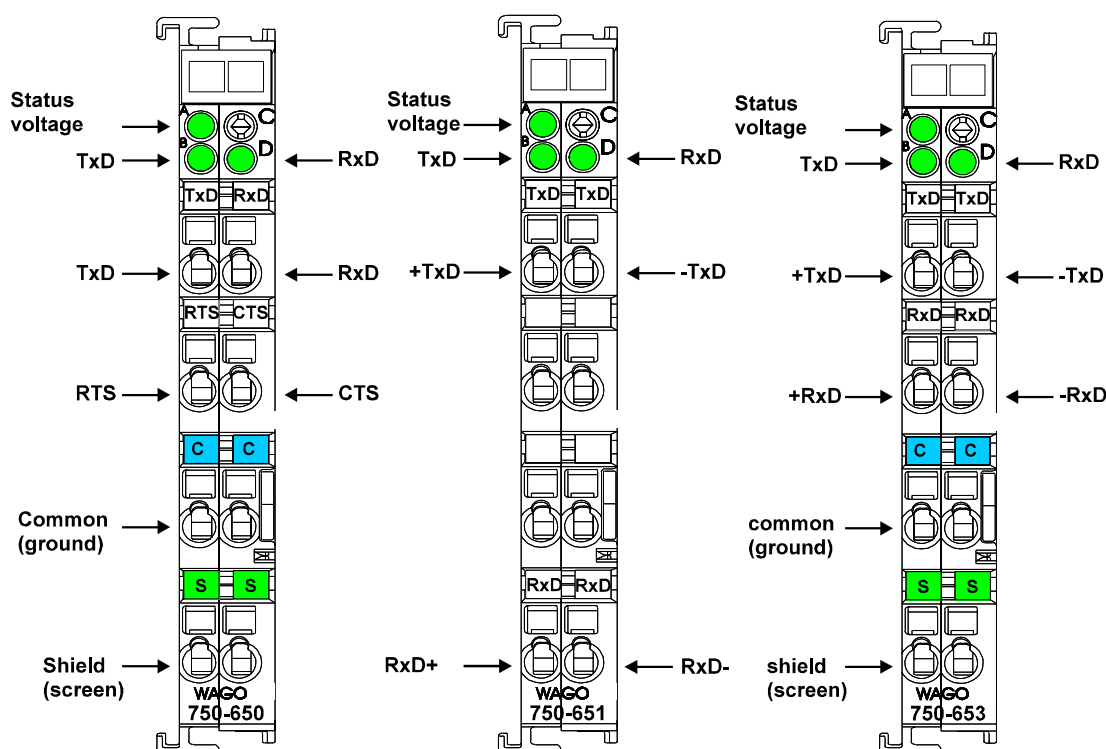 Status
voltage
A
C
TxD
B
D
RxD
TxD RxD
TxD
RxD
RTS CTS
RTS
CTS
C C
Common
(ground)
S S
Shield
(screen)
WAGO
750-650
Status
voltage
A
C
TxD
B
D
RxD
TxD TxD
+TxD
-TxD
RxD RxD
RxD+
RxD-
WAGO
750-651
Status
voltage
A
C
TxD
B
D
RxD
TxD TxD
+TxD
-TxD
RxD RxD
+RxD
-RxD
C C
common
(ground)
S S
shield
(screen)
WAGO
750-653